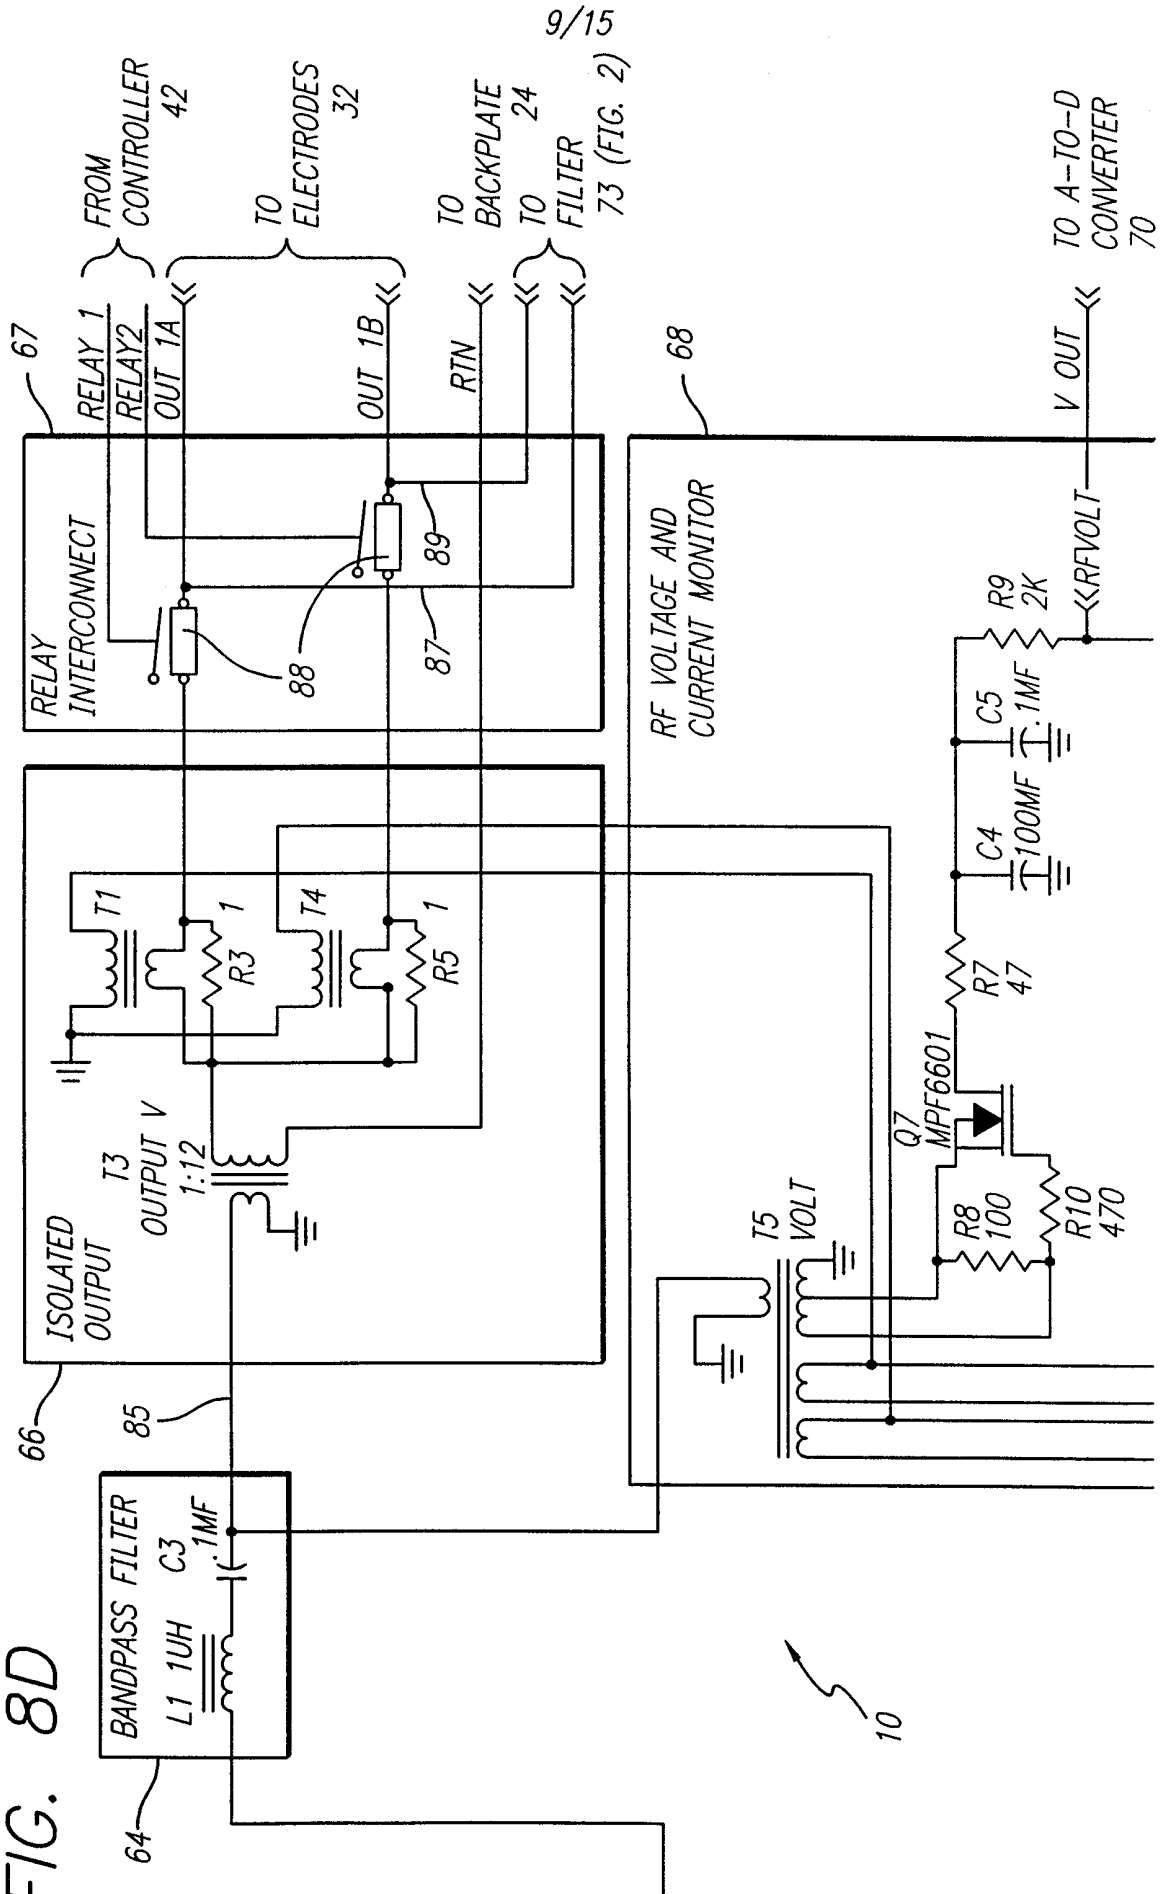 9/15
FIG. 8D
64
BANDPASS FILTER
L1 1UH
C3
.1MF
85
66
ISOLATED
OUTPUT
T3
OUTPUT V
1:12
T1
1
R3
T4
1
R5
67
RELAY
INTERCONNECT
88
87
89
RELAY 1
RELAY2
OUT 1A
OUT 1B
RTN
FROM
CONTROLLER
42
TO
ELECTRODES
32
TO
BACKPLATE
24
TO
FILTER
73 (FIG. 2)
68
RF VOLTAGE AND
CURRENT MONITOR
T5
VOLT
R8
100
R10
470
Q7
MPF6601
R7
47
C4
100MF
C5
.1MF
R9
2K
RFVOLT
V OUT
TO A-TO-D
CONVERTER
70
10